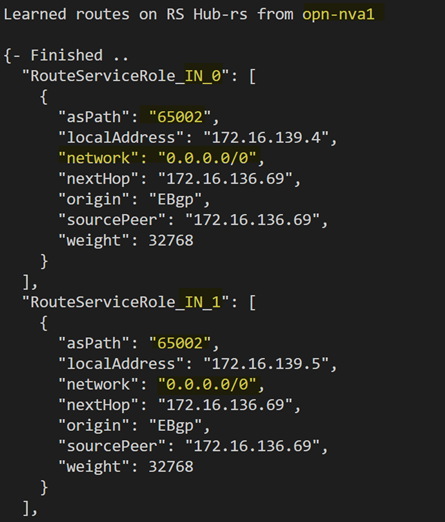 Learned routes on RS Hub-rs from opn-nva1
{- Finished ..
"RouteServiceRole_IN_0": [
{
"asPath": "65002",
"localAddress": "172.16.139.4",
"network": "0.0.0.0/0",
"nextHop": "172.16.136.69",
"origin": "EBgp",
"sourcePeer": "172.16.136.69",
"weight": 32768
}
],
"RouteServiceRole_IN_1": [
{
"asPath": "65002",
"localAddress": "172.16.139.5",
"network": "0.0.0.0/0",
"nextHop": "172.16.136.69",
"origin": "EBgp",
"sourcePeer": "172.16.136.69",
"weight": 32768
}
],